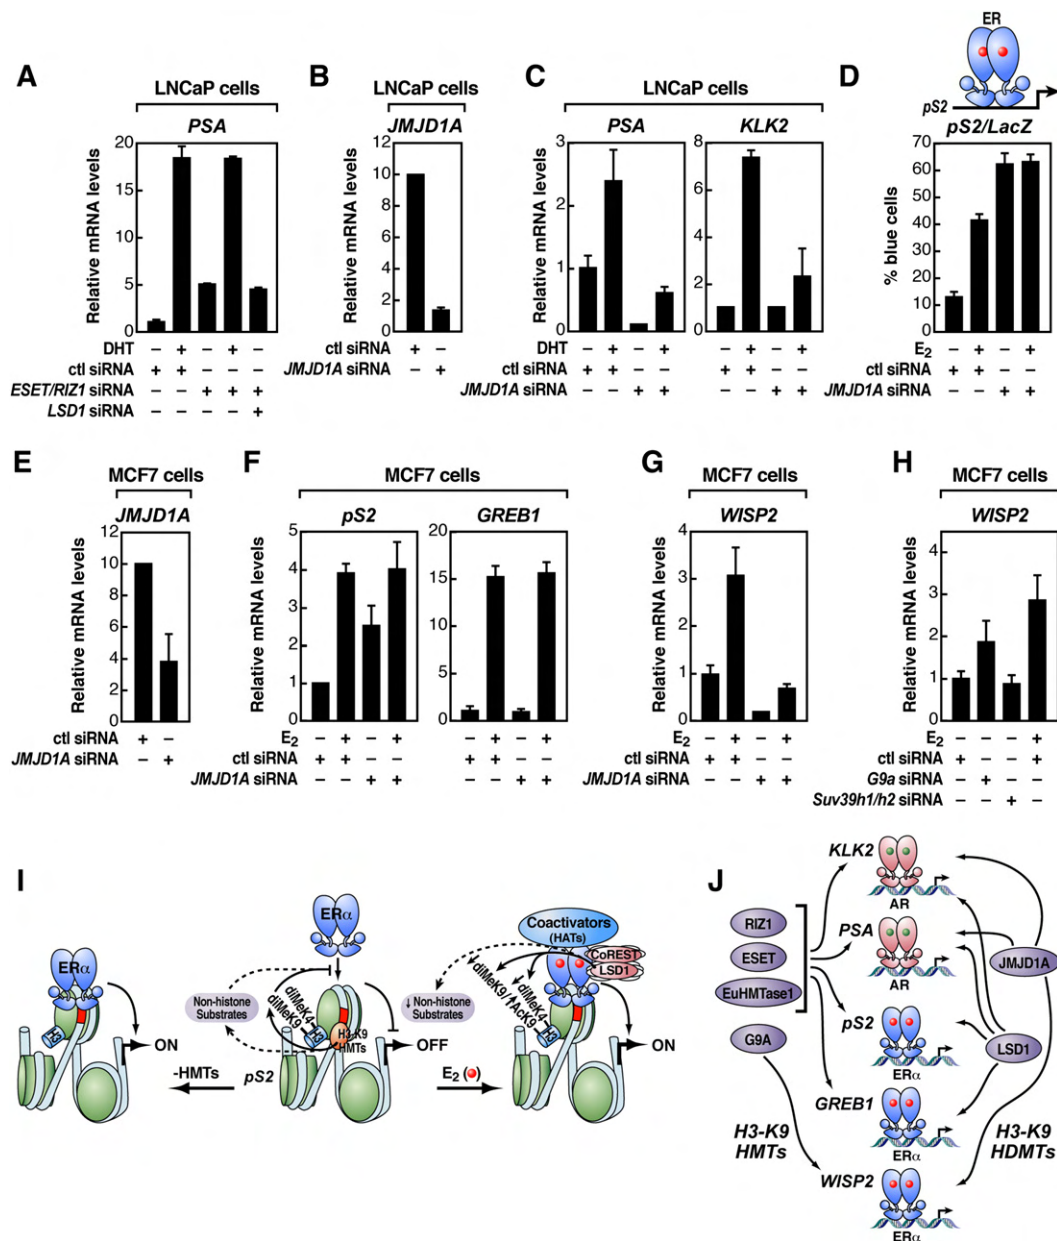 A
LNCaP cells
PSA
Relative mRNA levels
20
15
10
5
0
DHT – + – + –
ctl siRNA + + – – –
ESET/RIZ1 siRNA – – + + –
LSD1 siRNA – – – – +
B
LNCaP cells
JMJD1A
Relative mRNA levels
12
10
8
6
4
2
0
ctl siRNA + –
JMJD1A siRNA – +
C
LNCaP cells
PSA
Relative mRNA levels
3
2
1
0
KLK2
8
6
4
2
0
DHT – + – + – + – +
ctl siRNA + + – – + + – –
JMJD1A siRNA – – + + – – + +
D
ER
pS2
pS2/LacZ
% blue cells
70
60
50
40
30
20
10
0
E2 – + – +
ctl siRNA + + – –
JMJD1A siRNA – – + +
E
MCF7 cells
JMJD1A
Relative mRNA levels
12
10
8
6
4
2
0
ctl siRNA + –
JMJD1A siRNA – +
F
MCF7 cells
pS2
Relative mRNA levels
5
4
3
2
1
0
GREB1
20
15
10
5
0
E2 – + – + – + – +
ctl siRNA + + – – + + – –
JMJD1A siRNA – – + + – – + +
G
MCF7 cells
WISP2
Relative mRNA levels
4
3
2
1
0
E2 – + – +
ctl siRNA + + – –
JMJD1A siRNA – – + +
H
MCF7 cells
WISP2
Relative mRNA levels
4
3
2
1
0
E2 – – – +
ctl siRNA + – – +
G9a siRNA – + – –
Suv39h1/h2 siRNA – – + –
I
ERα
H3
ON
-HMTs
ERα
Non-histone
Substrates
diMeK4
diMeK9
H3
H3-K9
HMTs
OFF
pS2
E2 ( )
Coactivators
(HATs)
CoREST
LSD1
↓ Non-histone
Substrates
↓diMeK9/↑AcK9
diMeK4
H3
ON
J
RIZ1
ESET
EuHMTase1
G9A
H3-K9
HMTs
KLK2
AR
PSA
AR
pS2
ERα
GREB1
ERα
WISP2
ERα
JMJD1A
LSD1
H3-K9
HDMTs